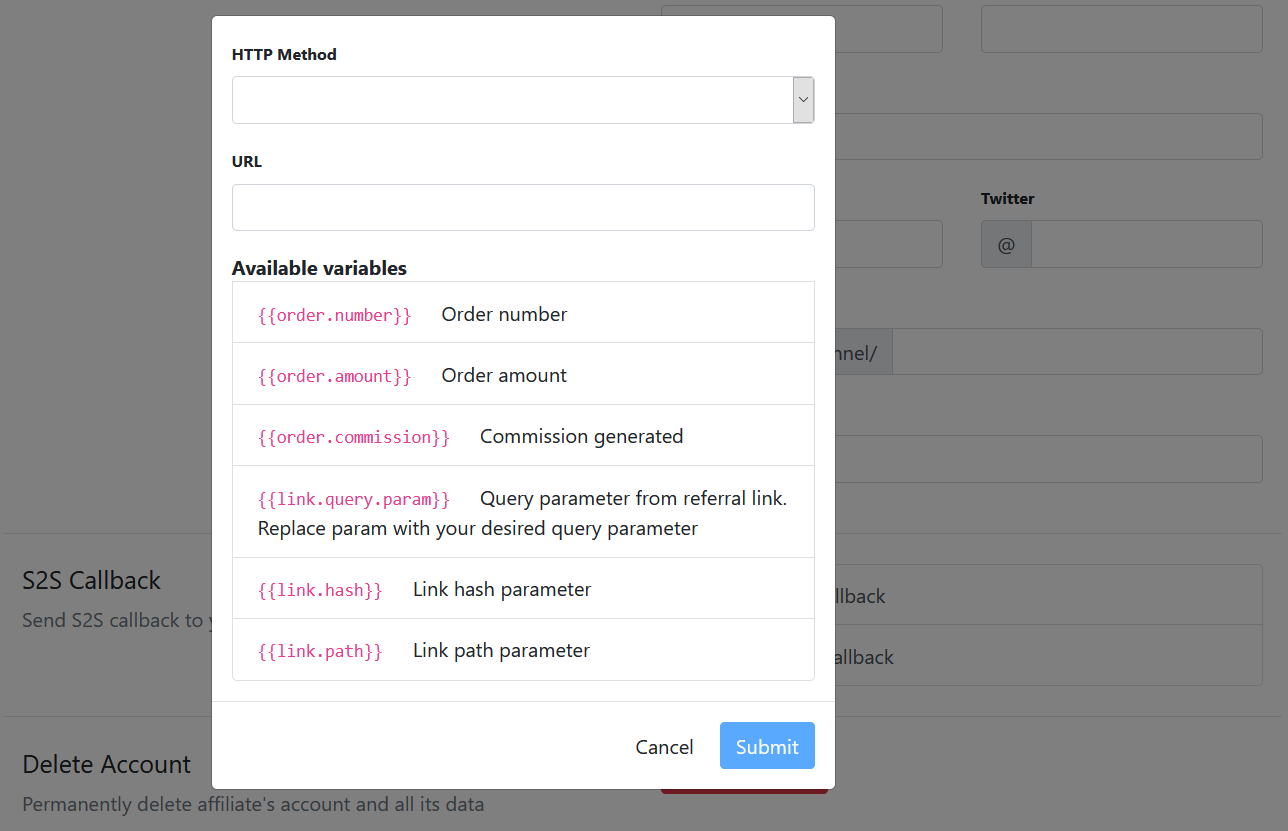 HTTP Method
URL
Available variables
{{order.number}} Order number
{{order.amount}} Order amount
{{order.commission}} Commission generated
{{link.query.param}} Query parameter from referral link.
Replace param with your desired query parameter
{{link.hash}} Link hash parameter
{{link.path}} Link path parameter
Cancel Submit
Twitter
@
nnel/
S2S Callback
Send S2S callback to
llback
allback
Delete Account
Permanently delete affiliate's account and all its data